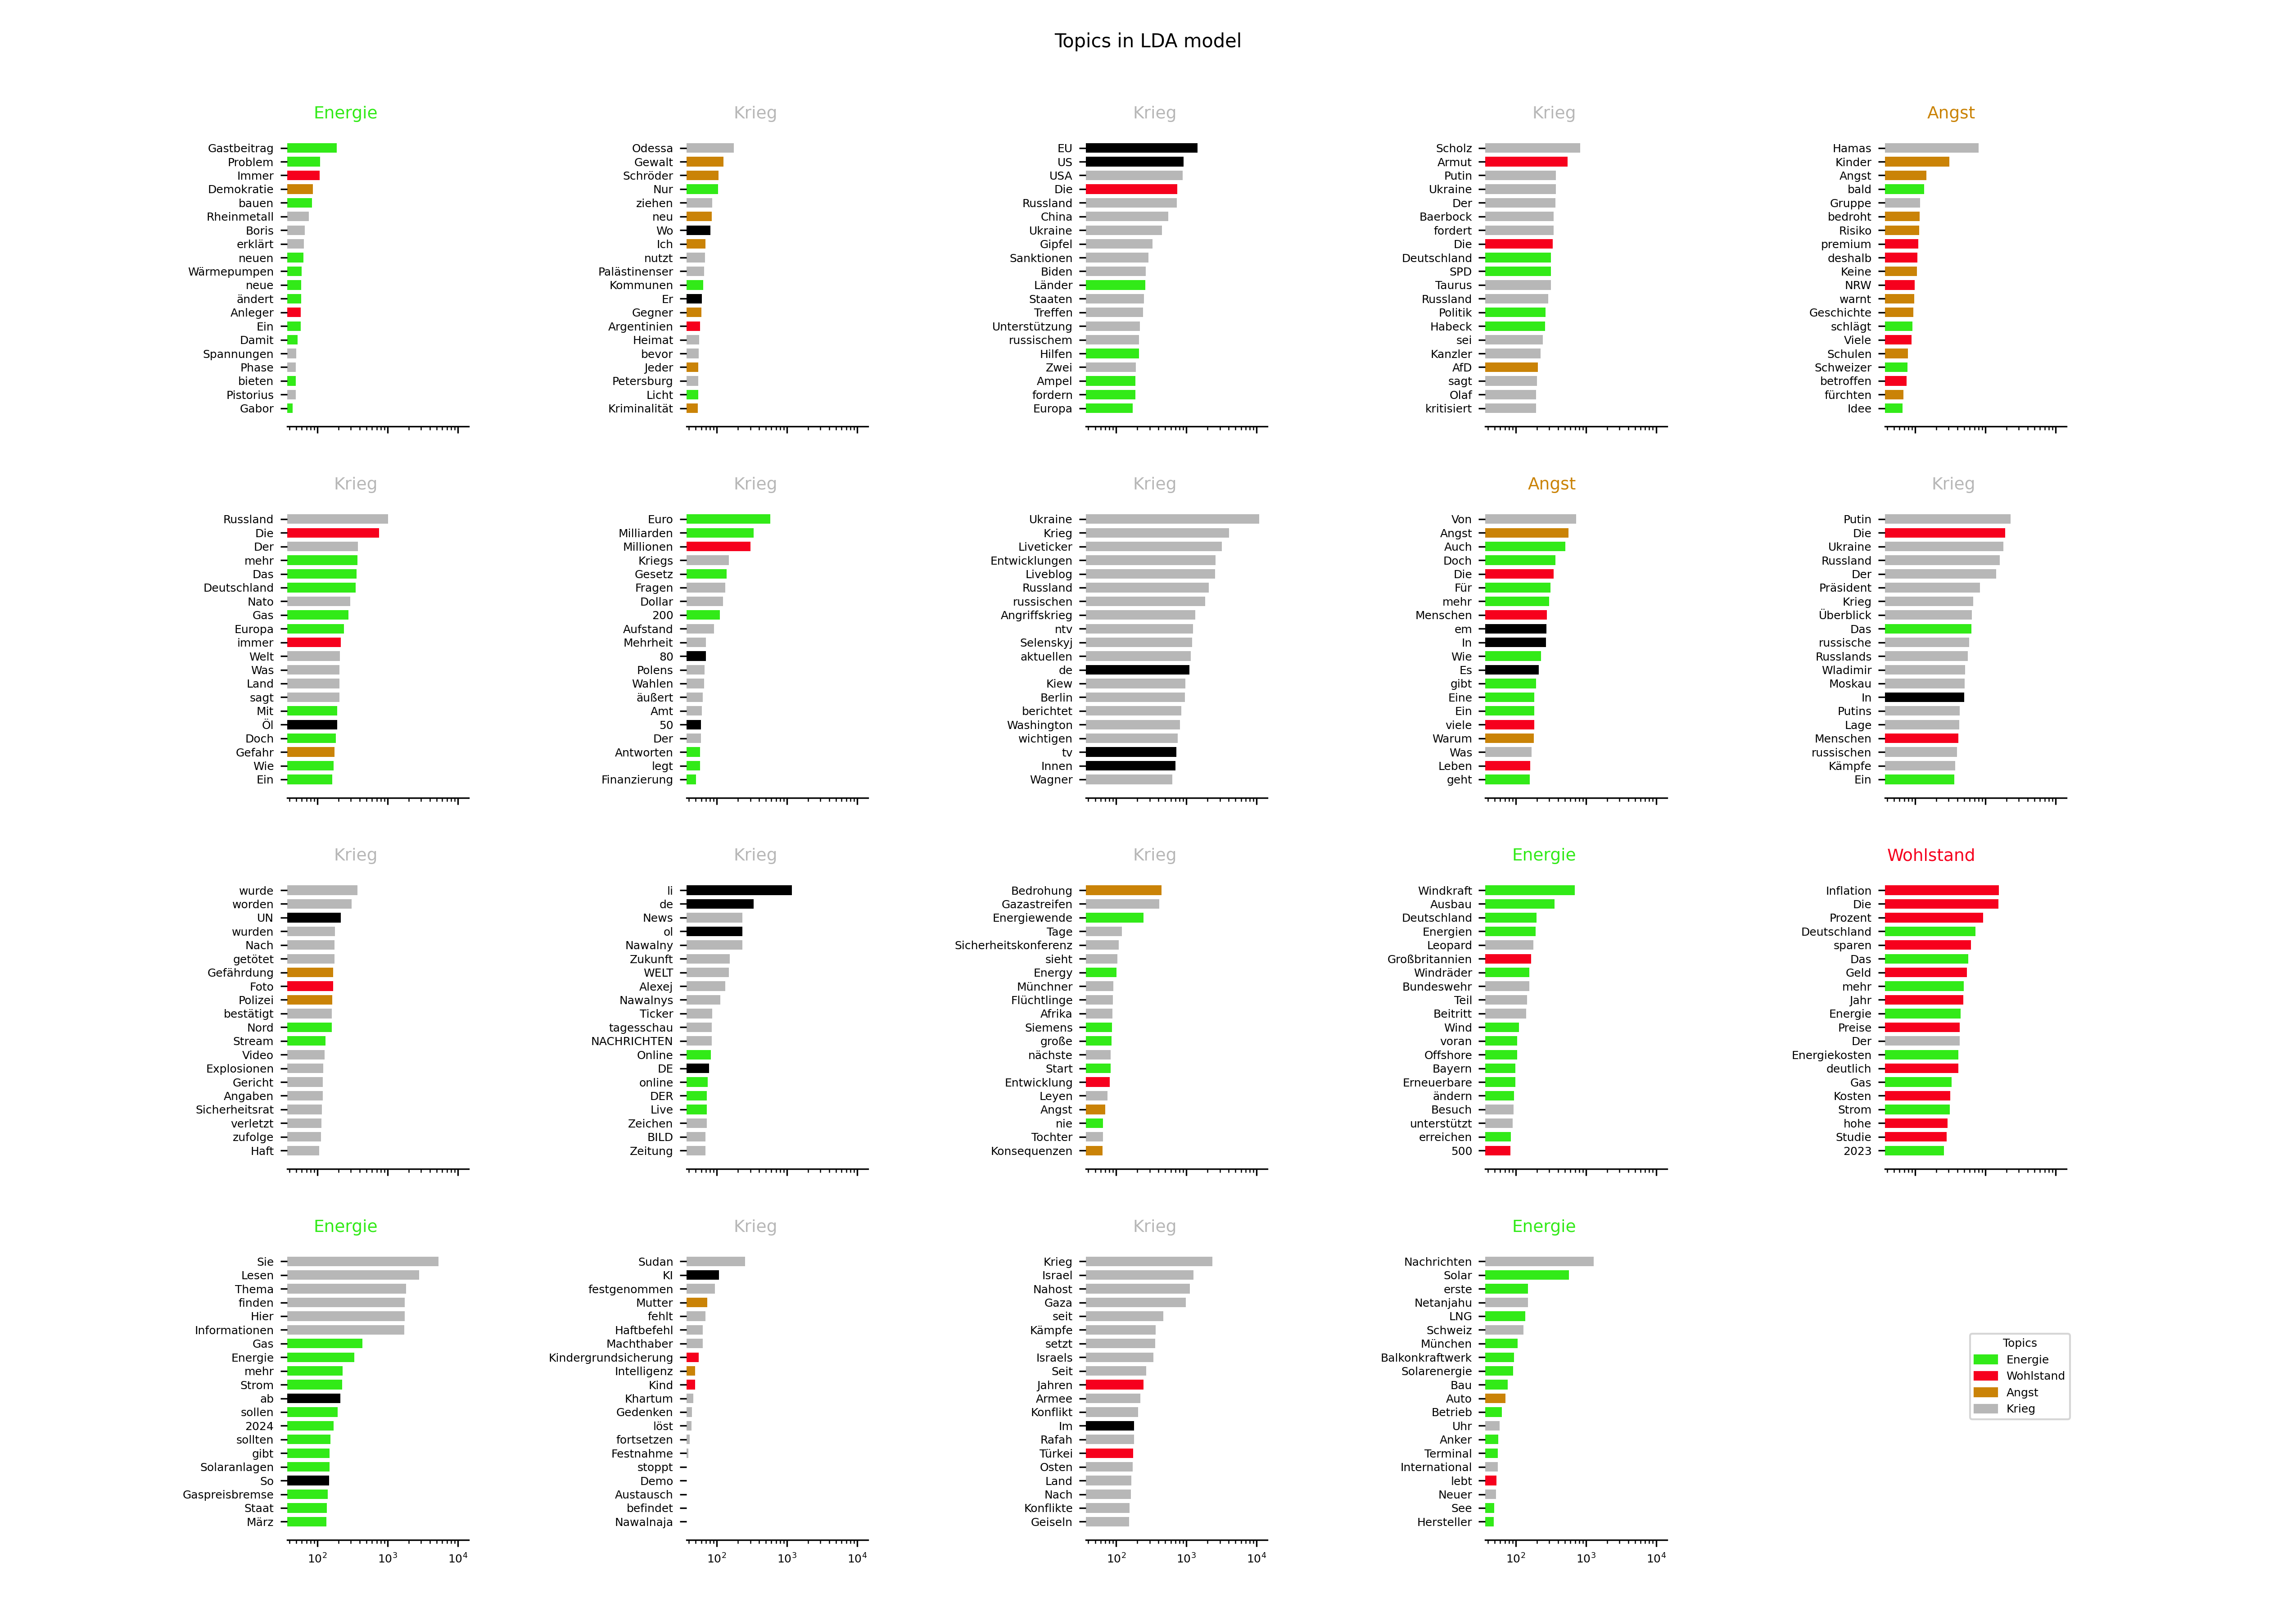 Topics in LDA model
Energie
Gastbeitrag
Problem
Immer
Demokratie
bauen
Rheinmetall
Boris
erklärt
neuen
Wärmepumpen
neue
ändert
Anleger
Ein
Damit
Spannungen
Phase
bieten
Pistorius
Gabor
Krieg
Odessa
Gewalt
Schröder
Nur
ziehen
neu
Wo
Ich
nutzt
Palästinenser
Kommunen
Er
Gegner
Argentinien
Heimat
bevor
Jeder
Petersburg
Licht
Kriminalität
Krieg
EU
US
USA
Die
Russland
China
Ukraine
Gipfel
Sanktionen
Biden
Länder
Staaten
Treffen
Unterstützung
russischem
Hilfen
Zwei
Ampel
fordern
Europa
Krieg
Scholz
Armut
Putin
Ukraine
Der
Baerbock
fordert
Die
Deutschland
SPD
Taurus
Russland
Politik
Habeck
sei
Kanzler
AfD
sagt
Olaf
kritisiert
Angst
Hamas
Kinder
Angst
bald
Gruppe
bedroht
Risiko
premium
deshalb
Keine
NRW
warnt
Geschichte
schlägt
Viele
Schulen
Schweizer
betroffen
fürchten
Idee
Krieg
Russland
Die
Der
mehr
Das
Deutschland
Nato
Gas
Europa
immer
Welt
Was
Land
sagt
Mit
Öl
Doch
Gefahr
Wie
Ein
Krieg
Euro
Milliarden
Millionen
Kriegs
Gesetz
Fragen
Dollar
200
Aufstand
Mehrheit
80
Polens
Wahlen
äußert
Amt
50
Der
Antworten
legt
Finanzierung
Krieg
Ukraine
Krieg
Liveticker
Entwicklungen
Liveblog
Russland
russischen
Angriffskrieg
ntv
Selenskyj
aktuellen
de
Kiew
Berlin
berichtet
Washington
wichtigen
tv
Innen
Wagner
Angst
Von
Angst
Auch
Doch
Die
Für
mehr
Menschen
em
In
Wie
Es
gibt
Eine
Ein
viele
Warum
Was
Leben
geht
Krieg
Putin
Die
Ukraine
Russland
Der
Präsident
Krieg
Überblick
Das
russische
Russlands
Wladimir
Moskau
In
Putins
Lage
Menschen
russischen
Kämpfe
Ein
Krieg
wurde
worden
UN
wurden
Nach
getötet
Gefährdung
Foto
Polizei
bestätigt
Nord
Stream
Video
Explosionen
Gericht
Angaben
Sicherheitsrat
verletzt
zufolge
Haft
Krieg
li
de
News
ol
Nawalny
Zukunft
WELT
Alexej
Nawalnys
Ticker
tagesschau
NACHRICHTEN
Online
DE
online
DER
Live
Zeichen
BILD
Zeitung
Krieg
Bedrohung
Gazastreifen
Energiewende
Tage
Sicherheitskonferenz
sieht
Energy
Münchner
Flüchtlinge
Afrika
Siemens
große
nächste
Start
Entwicklung
Leyen
Angst
nie
Tochter
Konsequenzen
Energie
Windkraft
Ausbau
Deutschland
Energien
Leopard
Großbritannien
Windräder
Bundeswehr
Teil
Beitritt
Wind
voran
Offshore
Bayern
Erneuerbare
ändern
Besuch
unterstützt
erreichen
500
Wohlstand
Inflation
Die
Prozent
Deutschland
sparen
Das
Geld
mehr
Jahr
Energie
Preise
Der
Energiekosten
deutlich
Gas
Kosten
Strom
hohe
Studie
2023
Energie
Sie
Lesen
Thema
finden
Hier
Informationen
Gas
Energie
mehr
Strom
ab
sollen
2024
sollten
gibt
Solaranlagen
So
Gaspreisbremse
Staat
März
10² 10³ 10⁴
Krieg
Sudan
KI
festgenommen
Mutter
fehlt
Haftbefehl
Machthaber
Kindergrundsicherung
Intelligenz
Kind
Khartum
Gedenken
löst
fortsetzen
Festnahme
stoppt
Demo
Austausch
befindet
Nawalnaja
10² 10³ 10⁴
Krieg
Krieg
Israel
Nahost
Gaza
seit
Kämpfe
setzt
Israels
Seit
Jahren
Armee
Konflikt
Im
Rafah
Türkei
Osten
Land
Nach
Konflikte
Geiseln
10² 10³ 10⁴
Energie
Nachrichten
Solar
erste
Netanjahu
LNG
Schweiz
München
Balkonkraftwerk
Solarenergie
Bau
Auto
Betrieb
Uhr
Anker
Terminal
International
lebt
Neuer
See
Hersteller
10² 10³ 10⁴
Topics
Energie
Wohlstand
Angst
Krieg